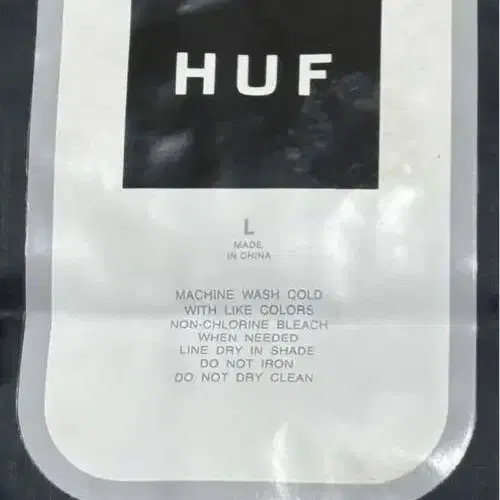 HUF
L
MADE
IN CHINA
MACHINE WASH COLD
WITH LIKE COLORS
NON-CHLORINE BLEACH
WHEN NEEDED
LINE DRY IN SHADE
DO NOT IRON
DO NOT DRY CLEAN